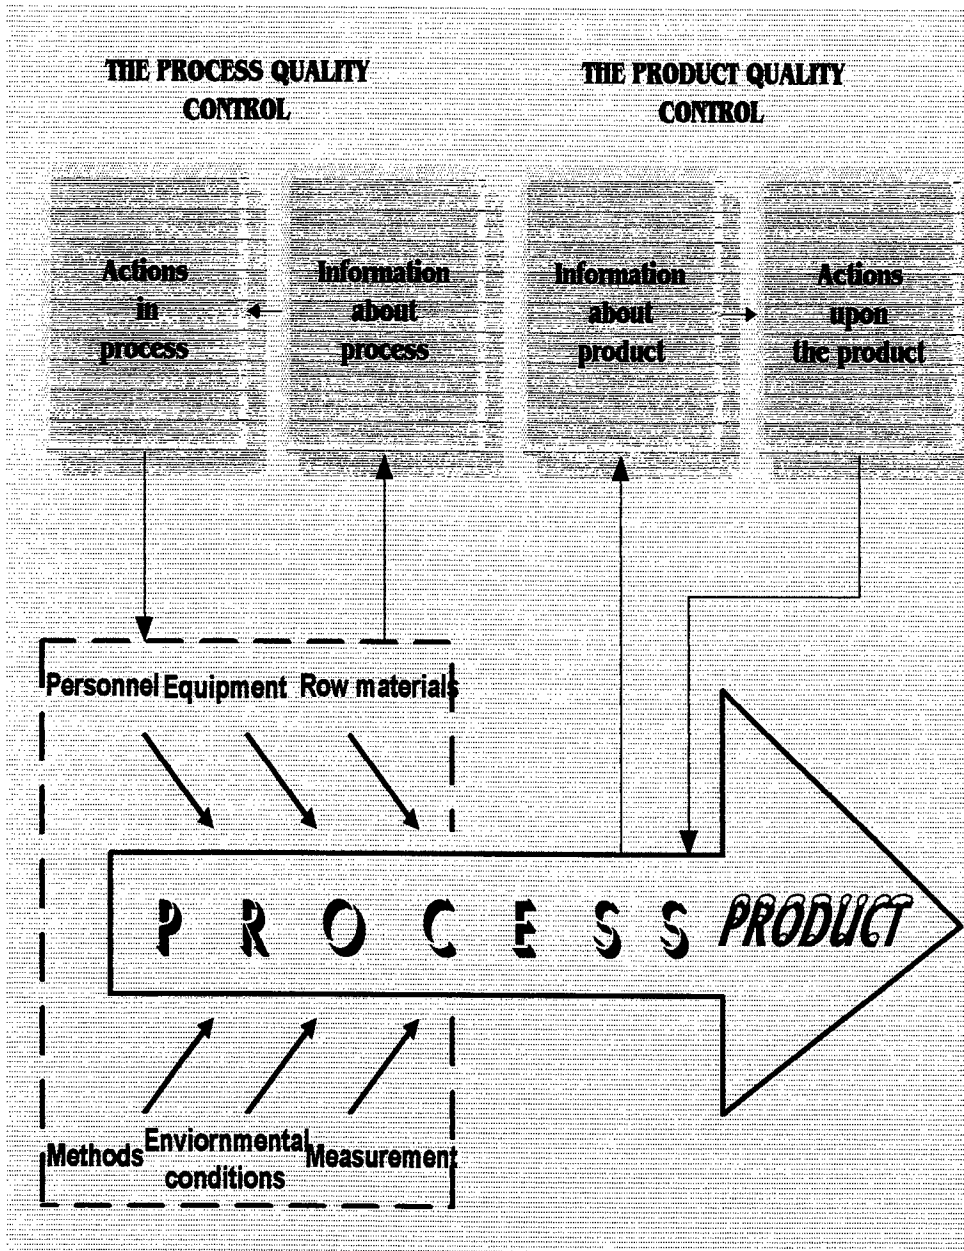 THE PROCESS QUALITY
CONTROL
THE PRODUCT QUALITY
CONTROL
Actions
in
process
Information
about
process
Information
about
product
Actions
upon
the product
Personnel
Equipment
Row materials
P R O C E S S
PRODUCT
Methods
Enviornmental
conditions
Measurement